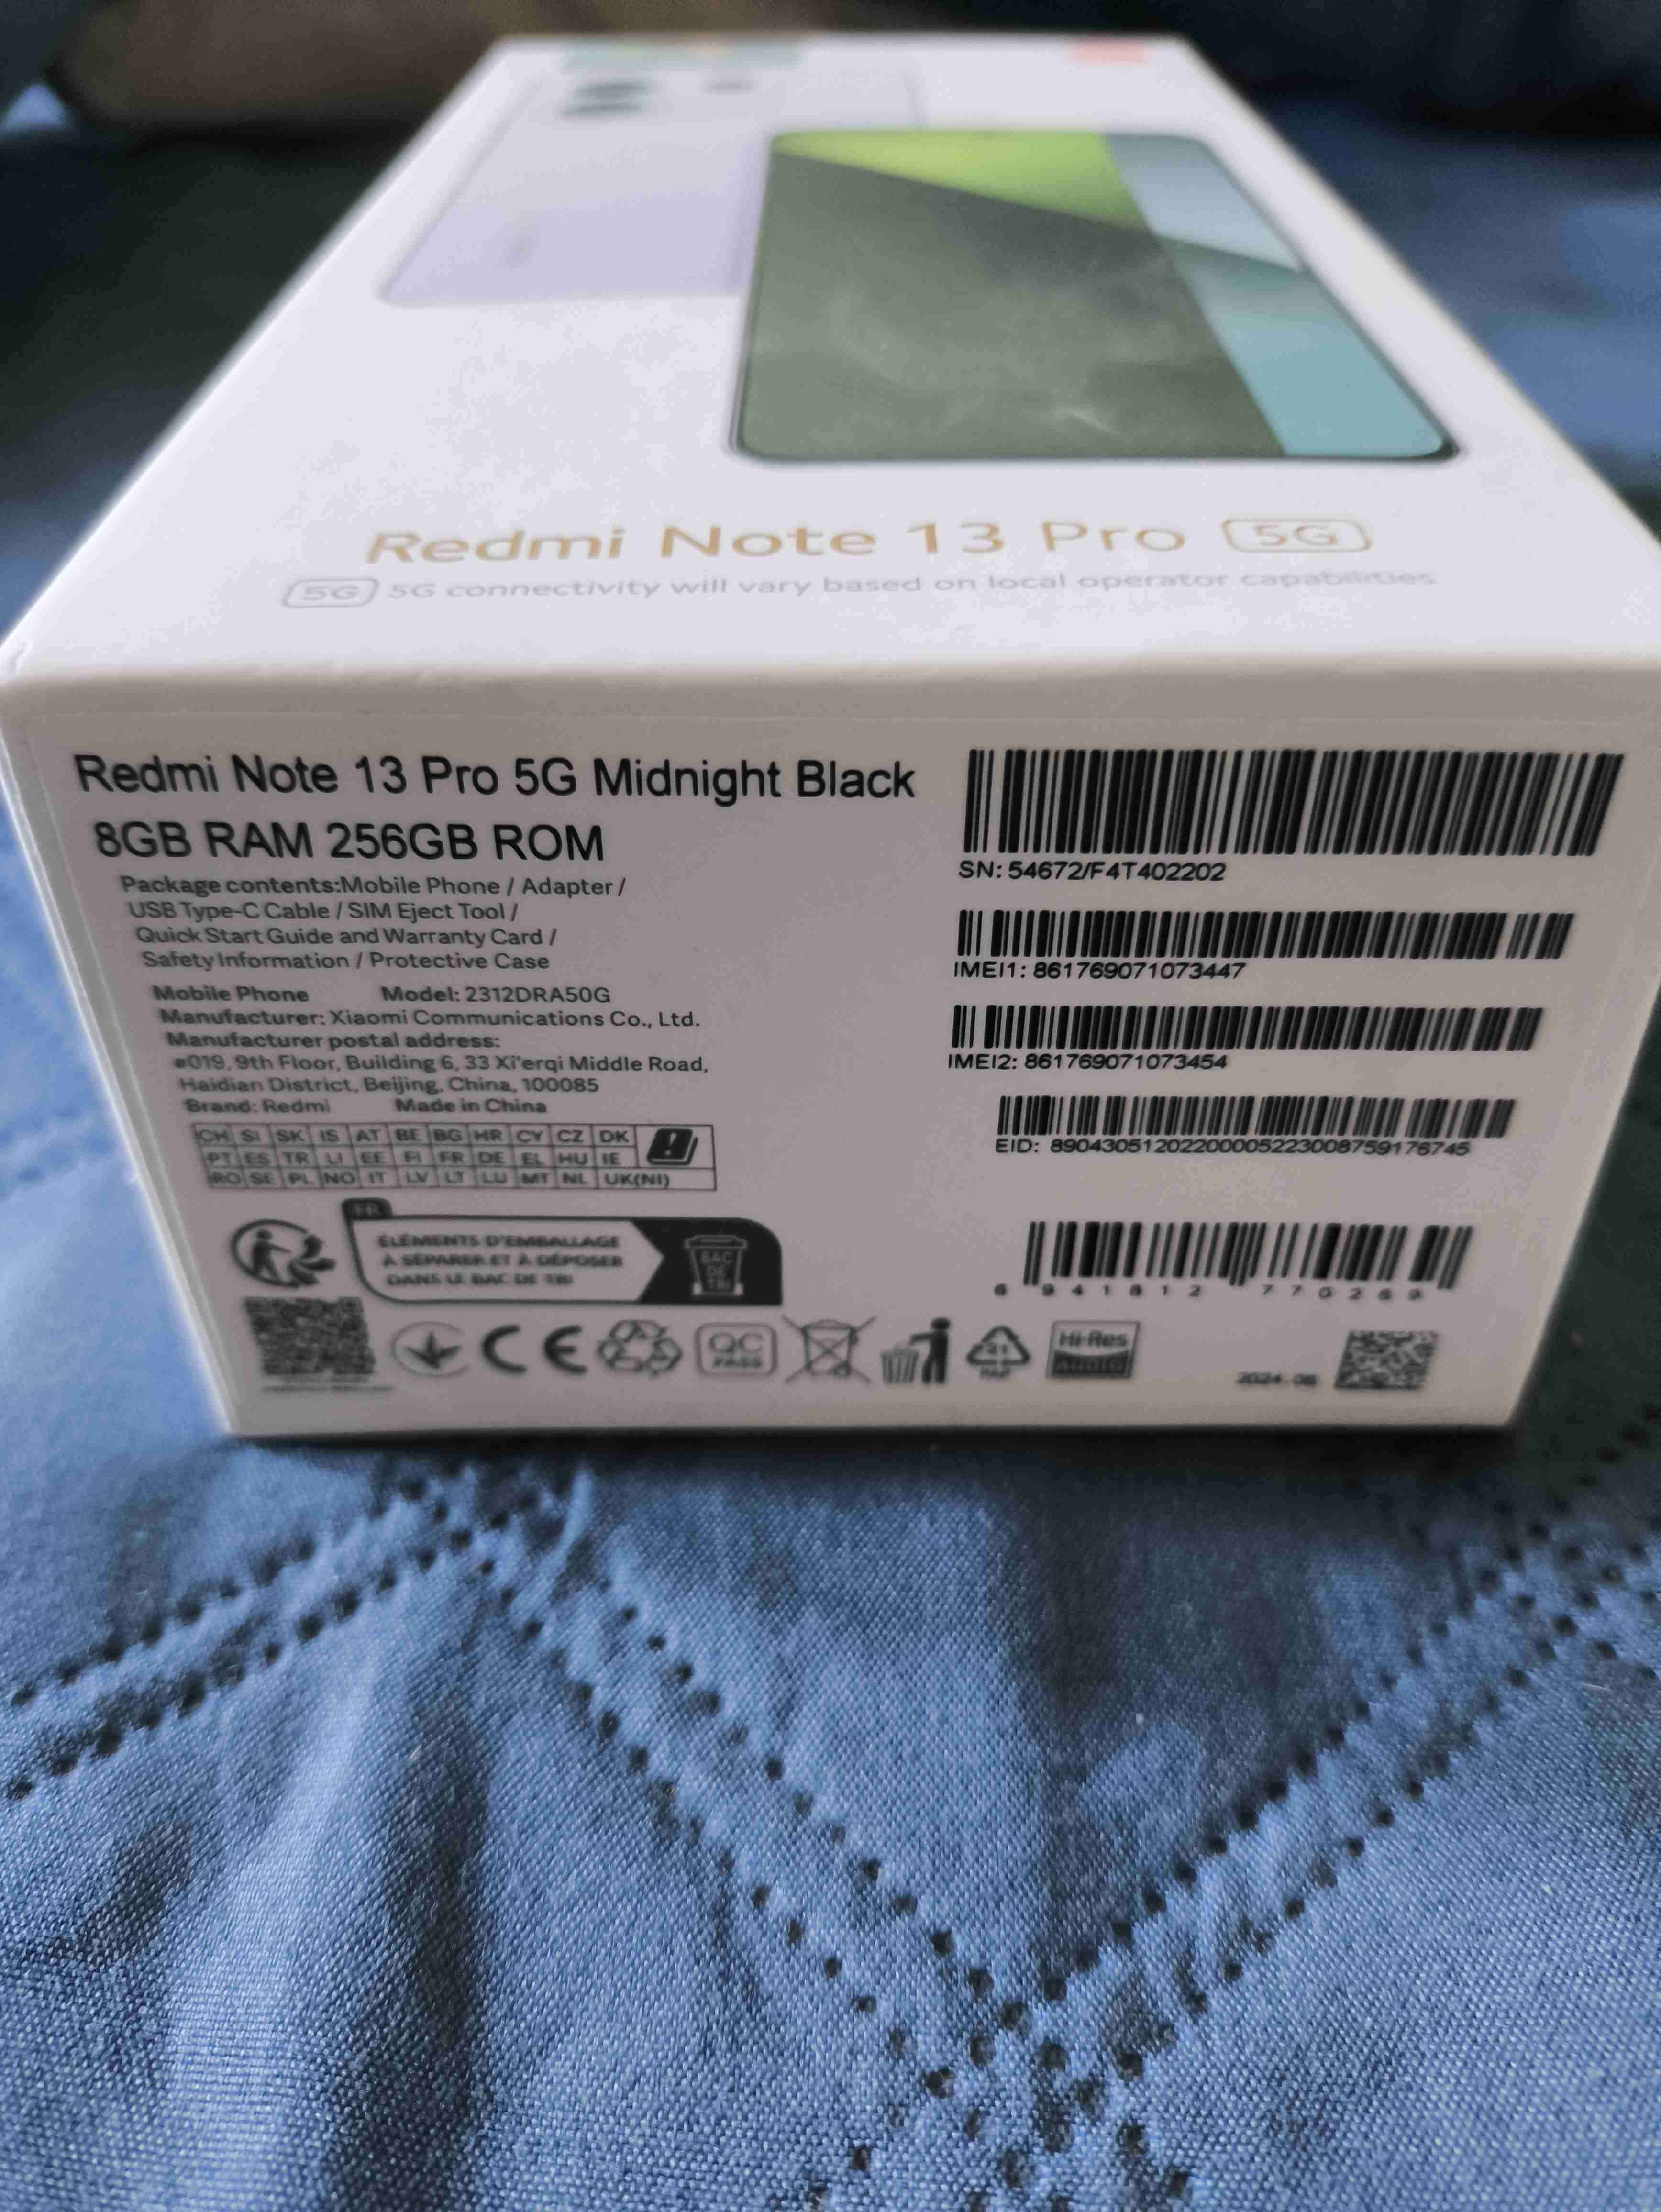 Redmi Note 13 Pro 5G
5G 5G connectivity will vary based on local operator capabilities
Redmi Note 13 Pro 5G Midnight Black
8GB RAM 256GB ROM
Package contents:Mobile Phone / Adapter /
USB Type-C Cable / SIM Eject Tool /
Quick Start Guide and Warranty Card /
Safety Information / Protective Case
Mobile Phone Model: 2312DRA50G
Manufacturer: Xiaomi Communications Co., Ltd.
Manufacturer postal address:
#019, 9th Floor, Building 6, 33 Xi'erqi Middle Road,
Haidian District, Beijing, China, 100085
Brand: Redmi Made in China
CH SI SK IS AT BE BG HR CY CZ DK
PT ES TR LI EE FI FR DE EL HU IE
RO SE PL NO IT LV LT LU MT NL UK(NI)
FR
ÉLÉMENTS D'EMBALLAGE
À SÉPARER ET À DÉPOSER
DANS LE BAC DE TRI
BAC
DE
TRI
CE
QC
PASS
21
PAP
Hi-Res
AUDIO
SN: 54672/F4T402202
IMEI1: 861769071073447
IMEI2: 861769071073454
EID: 89043051202200005223008759176745
6 941812 770269
2024.08